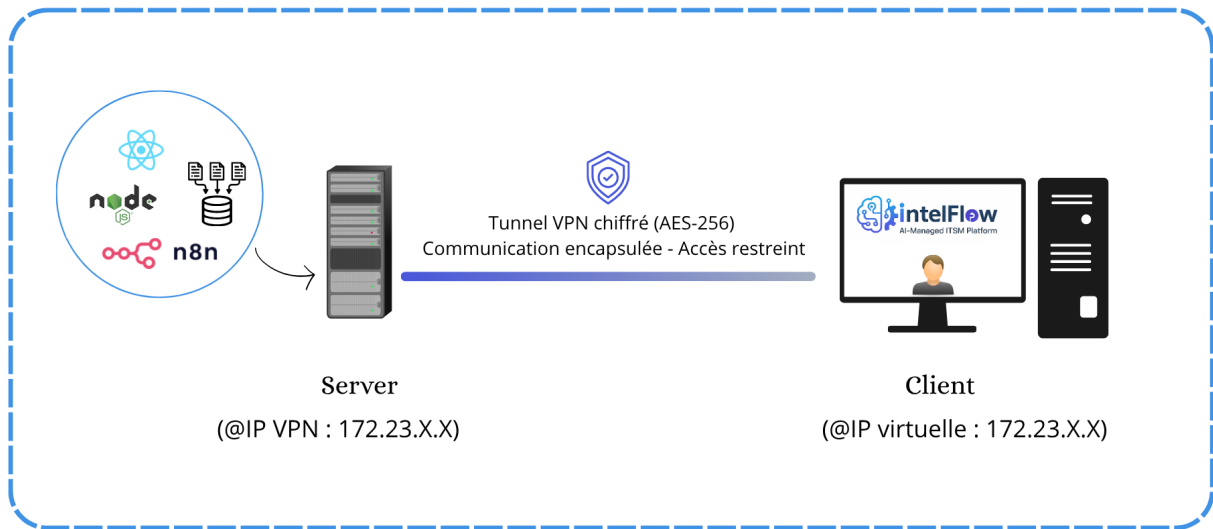 node
JS
n8n
Tunnel VPN chiffré (AES-256)
Communication encapsulée - Accès restreint
intelFlow
AI-Managed ITSM Platform
Server
(@IP VPN : 172.23.X.X)
Client
(@IP virtuelle : 172.23.X.X)